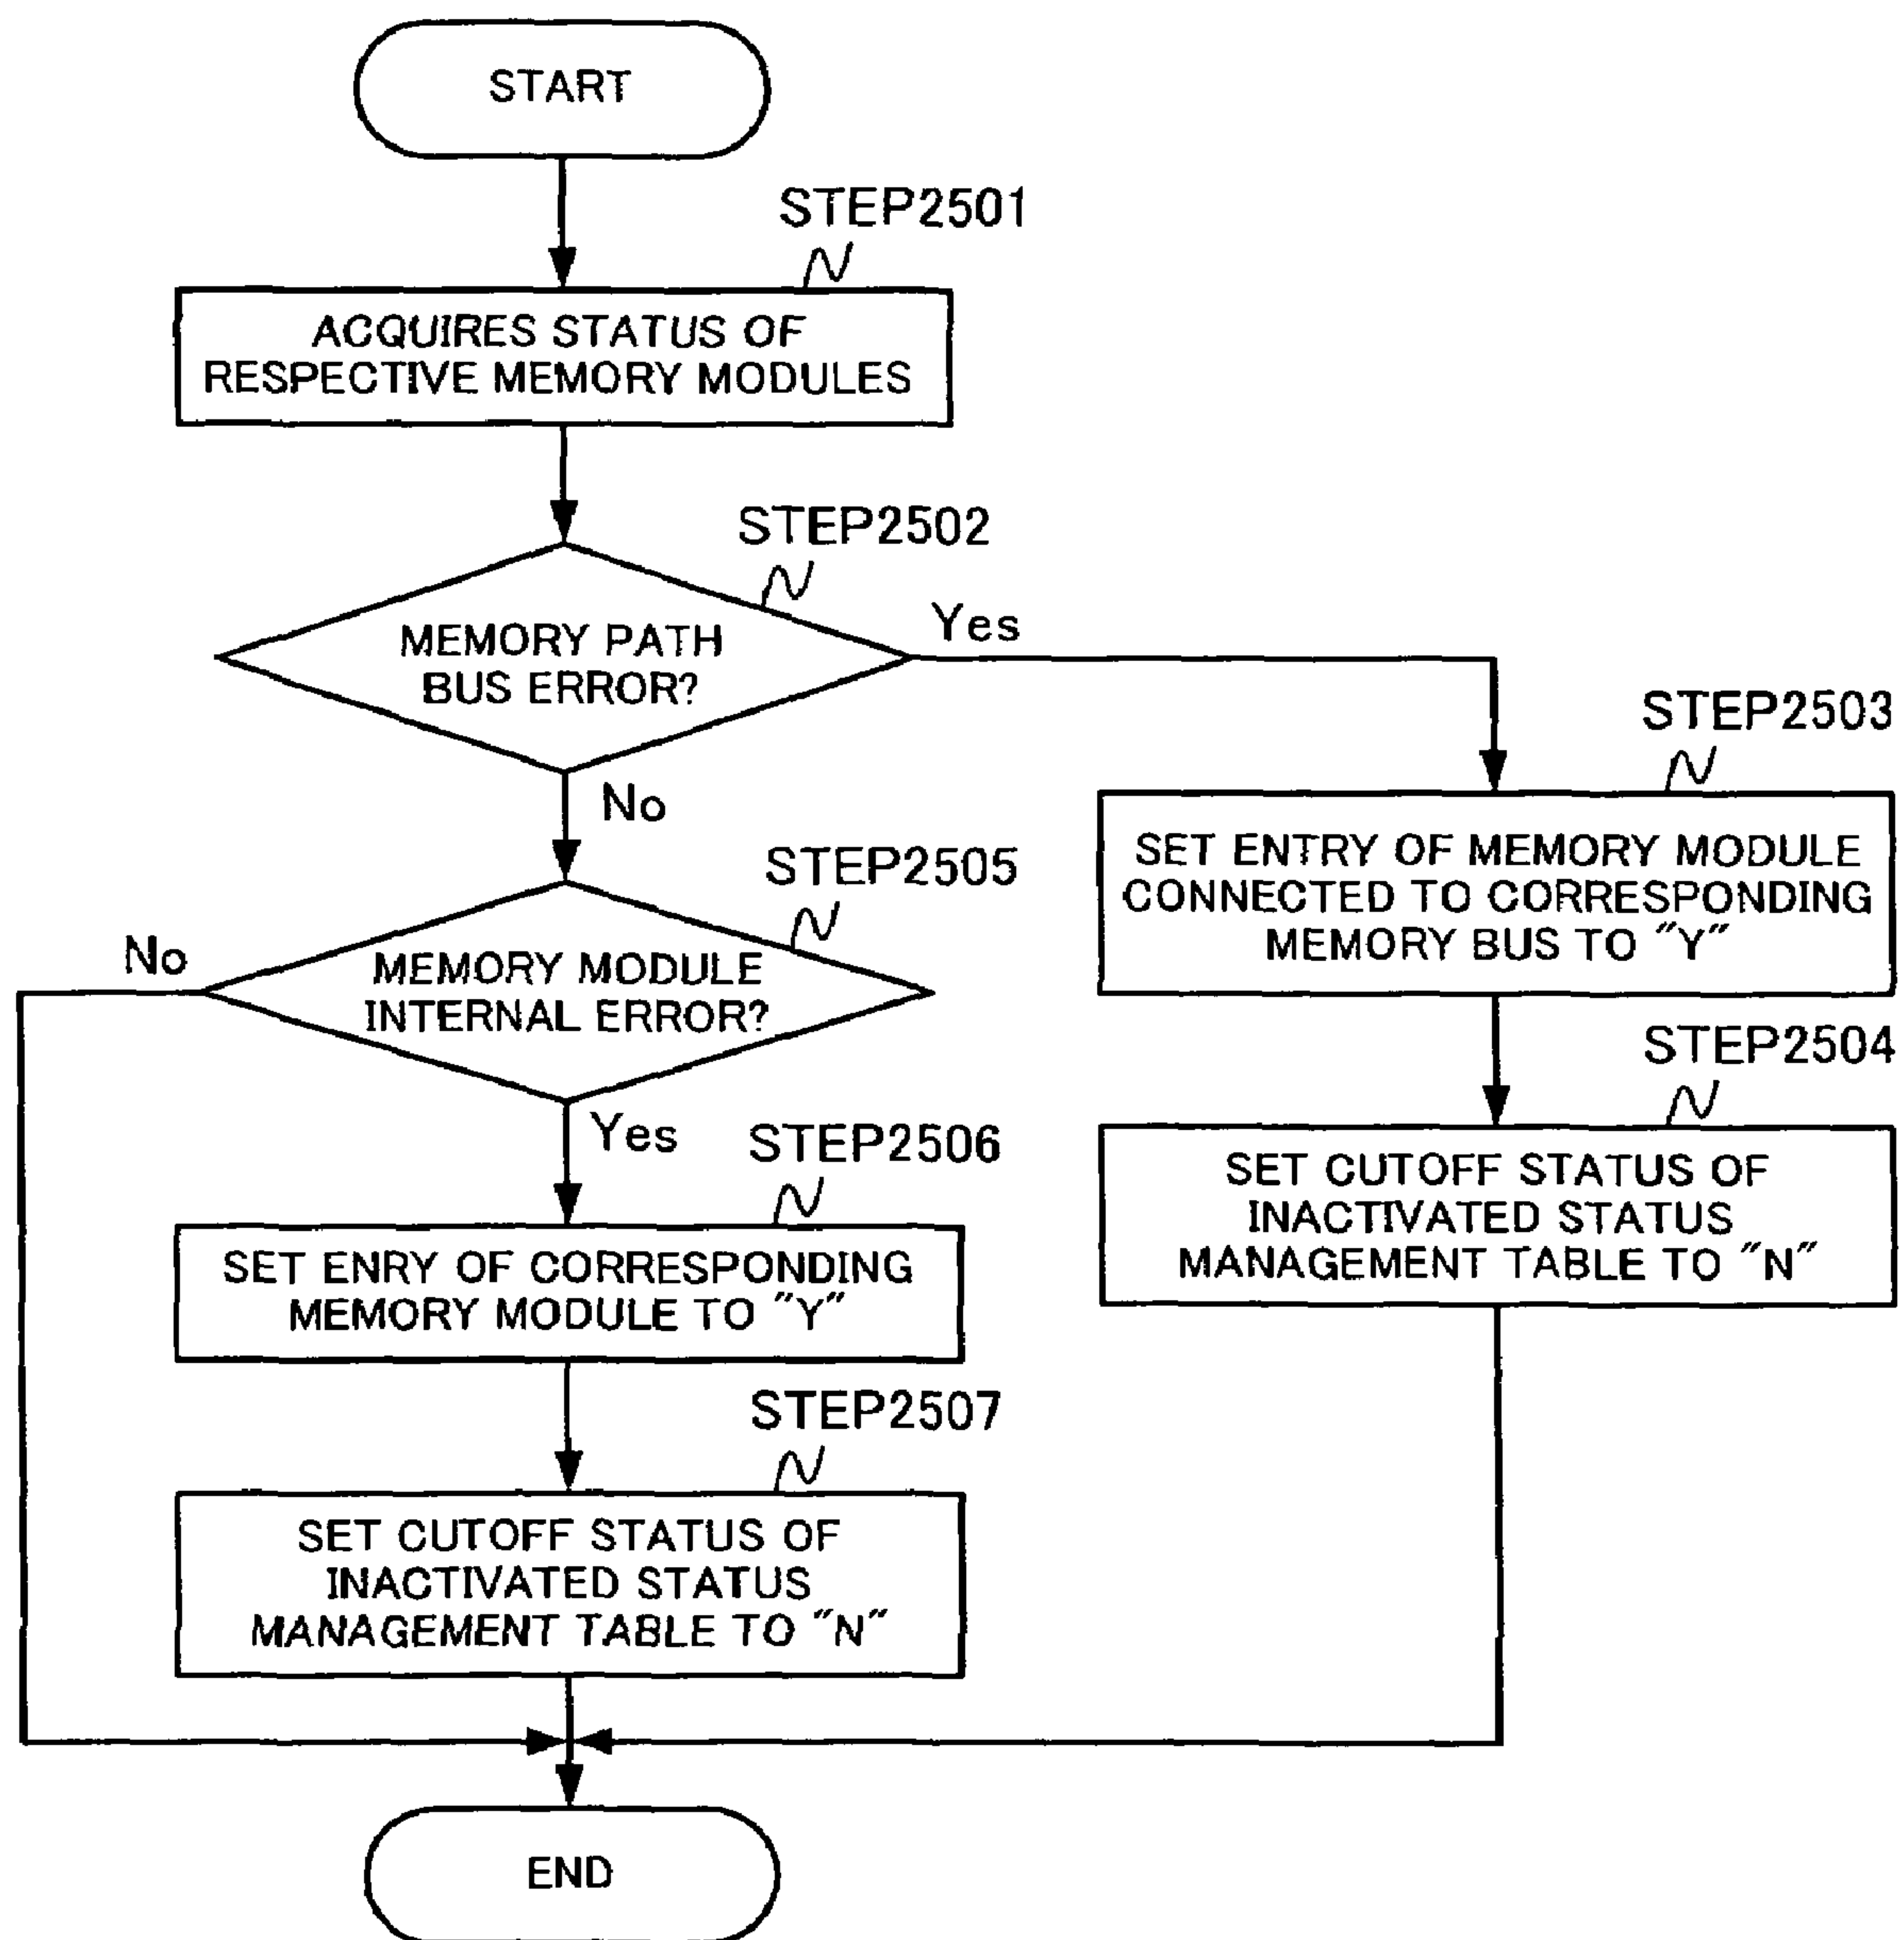 START
STEP2501
ACQUIRES STATUS OF
RESPECTIVE MEMORY MODULES
STEP2502
MEMORY PATH
BUS ERROR?
Yes
No
STEP2503
SET ENTRY OF MEMORY MODULE
CONNECTED TO CORRESPONDING
MEMORY BUS TO "Y"
STEP2504
SET CUTOFF STATUS OF
INACTIVATED STATUS
MANAGEMENT TABLE TO "N"
STEP2505
MEMORY MODULE
INTERNAL ERROR?
No
Yes
STEP2506
SET ENRY OF CORRESPONDING
MEMORY MODULE TO "Y"
STEP2507
SET CUTOFF STATUS OF
INACTIVATED STATUS
MANAGEMENT TABLE TO "N"
END